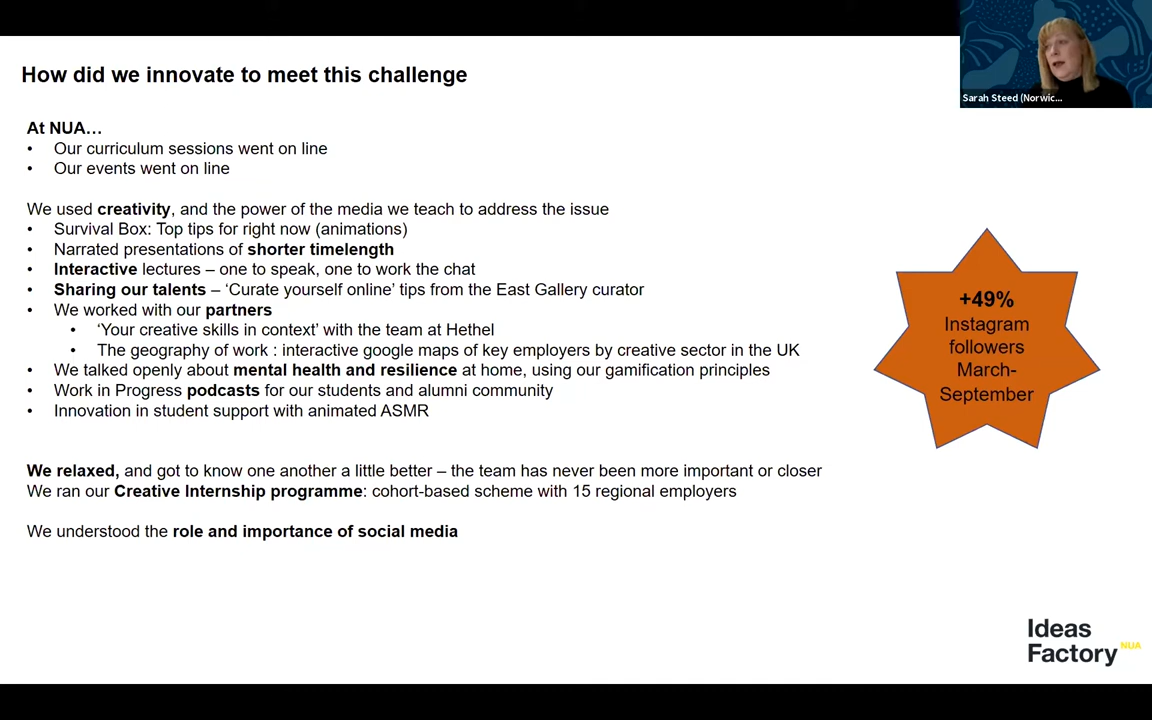 How did we innovate to meet this challenge
Sarah Steed (Norwic...
At NUA...
• Our curriculum sessions went on line
• Our events went on line
We used creativity, and the power of the media we teach to address the issue
• Survival Box: Top tips for right now (animations)
• Narrated presentations of shorter timelength
• Interactive lectures – one to speak, one to work the chat
• Sharing our talents – ‘Curate yourself online’ tips from the East Gallery curator
• We worked with our partners
• ‘Your creative skills in context’ with the team at Hethel
• The geography of work : interactive google maps of key employers by creative sector in the UK
• We talked openly about mental health and resilience at home, using our gamification principles
• Work in Progress podcasts for our students and alumni community
• Innovation in student support with animated ASMR
+49%
Instagram
followers
March-
September
We relaxed, and got to know one another a little better – the team has never been more important or closer
We ran our Creative Internship programme: cohort-based scheme with 15 regional employers
We understood the role and importance of social media
Ideas
Factory NUA